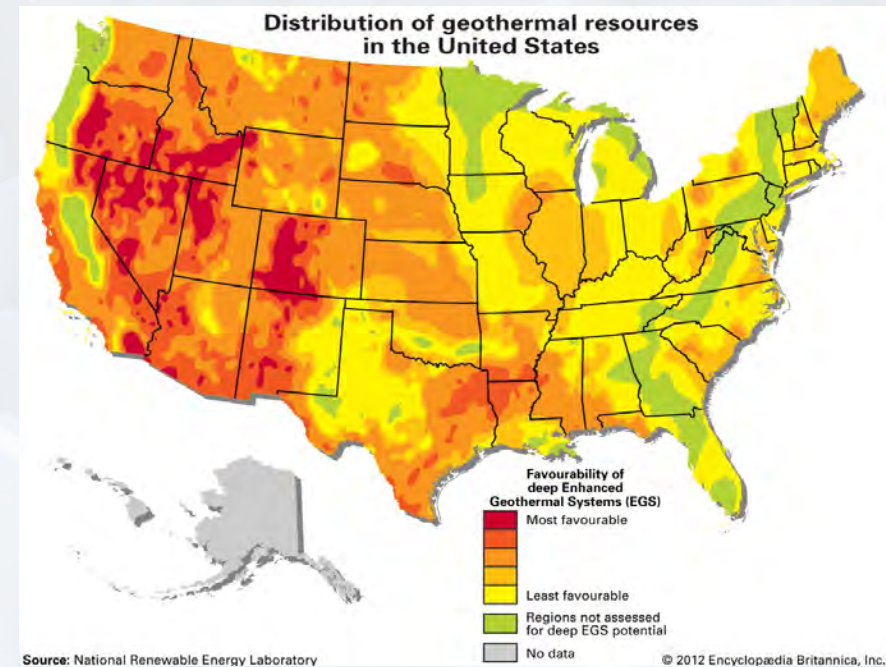 Distribution of geothermal resources
in the United States
Favourability of
deep Enhanced
Geothermal Systems (EGS)
Most favourable
Least favourable
Regions not assessed
for deep EGS potential
No data
Source: National Renewable Energy Laboratory
© 2012 Encyclopædia Britannica, Inc.